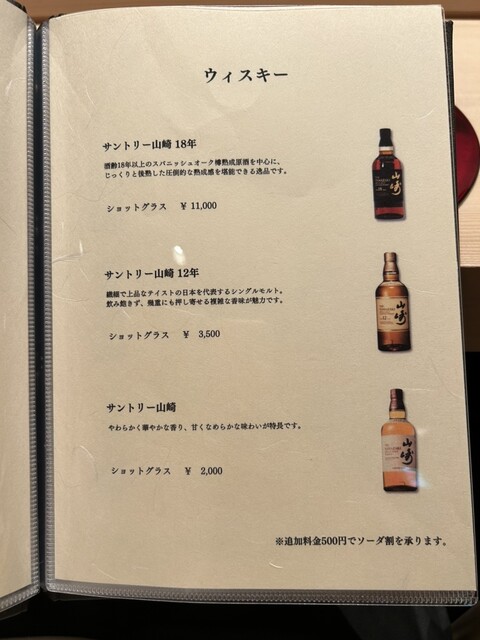 ウィスキー
サントリー山崎 18年
酒齢18年以上のスパニッシュオーク樽熟成原酒を中心に、
じっくりと後熟した圧倒的な熟成感を堪能できる逸品です。
ショットグラス ¥ 11,000
サントリー山崎 12年
繊細で上品なテイストの日本を代表するシングルモルト。
飲み飽きず、幾重にも押し寄せる複雑な香味が魅力です。
ショットグラス ¥ 3,500
サントリー山崎
やわらかく華やかな香り、甘くなめらかな味わいが特長です。
ショットグラス ¥ 2,000
※追加料金500円でソーダ割を承ります。
山崎
山崎
山崎